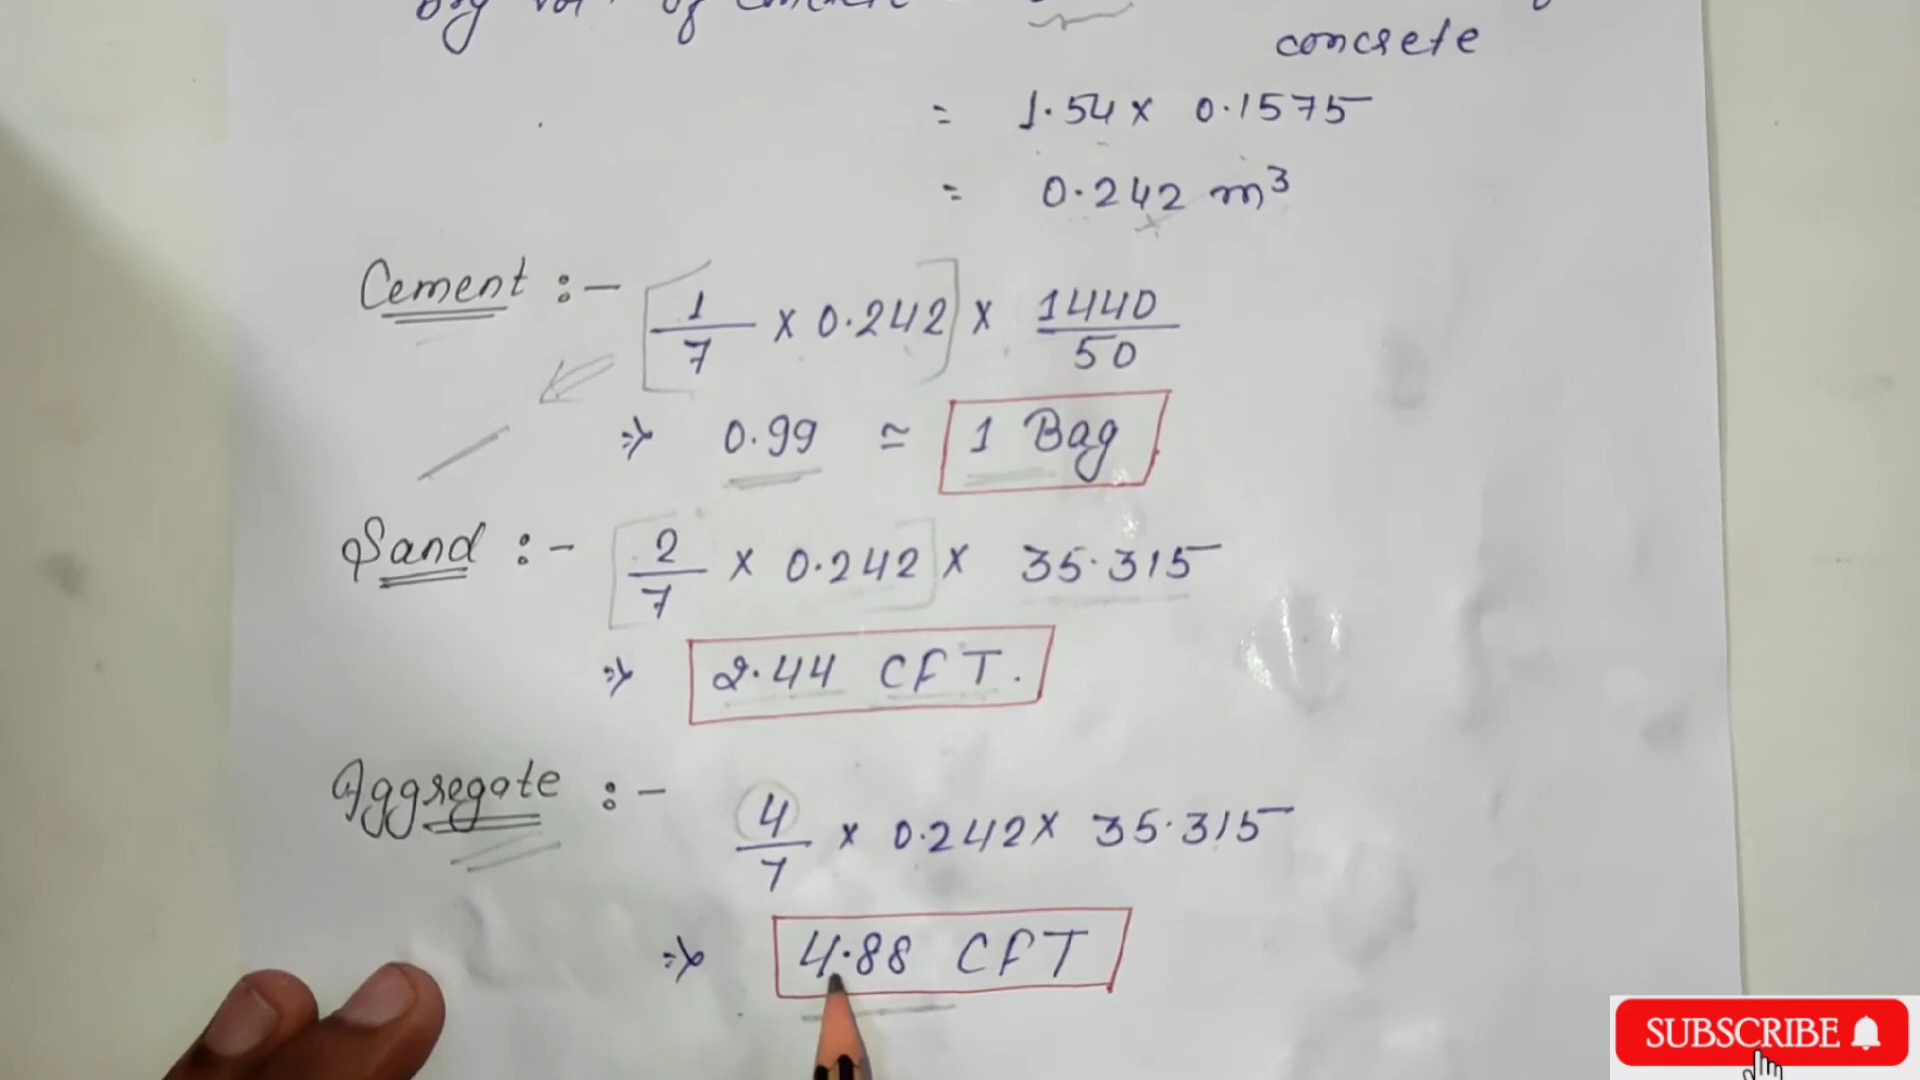 of concrete
concrete
= 1.54 x 0.1575
= 0.242 m³
Cement :- [1/7 x 0.242] x 1440/50
⇒ 0.99 ≃ 1 Bag
Sand :- [2/7 x 0.242] x 35.315
⇒ 2.44 CFT.
Aggregate :- 4/7 x 0.242 x 35.315
⇒ 4.88 CFT
SUBSCRIBE